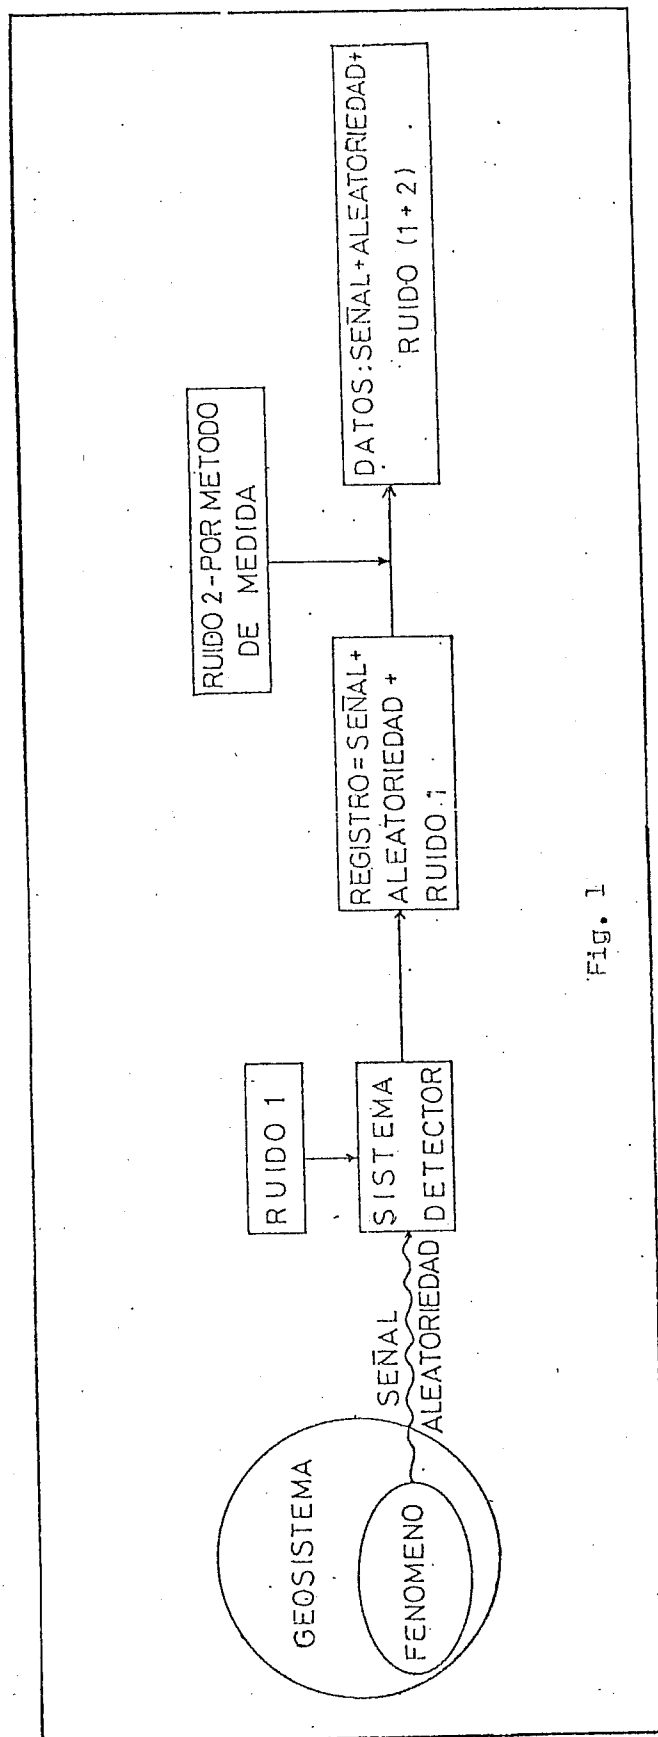 GEOSISTEMA
FENOMENO
SEÑAL
ALEATORIEDAD
RUIDO 1
SISTEMA
DETECTOR
REGISTRO=SEÑAL+
ALEATORIEDAD +
RUIDO 1
RUIDO 2-POR METODO
DE MEDIDA
DATOS:SEÑAL+ALEATORIEDAD+
RUIDO (1+2)
Fig. 1